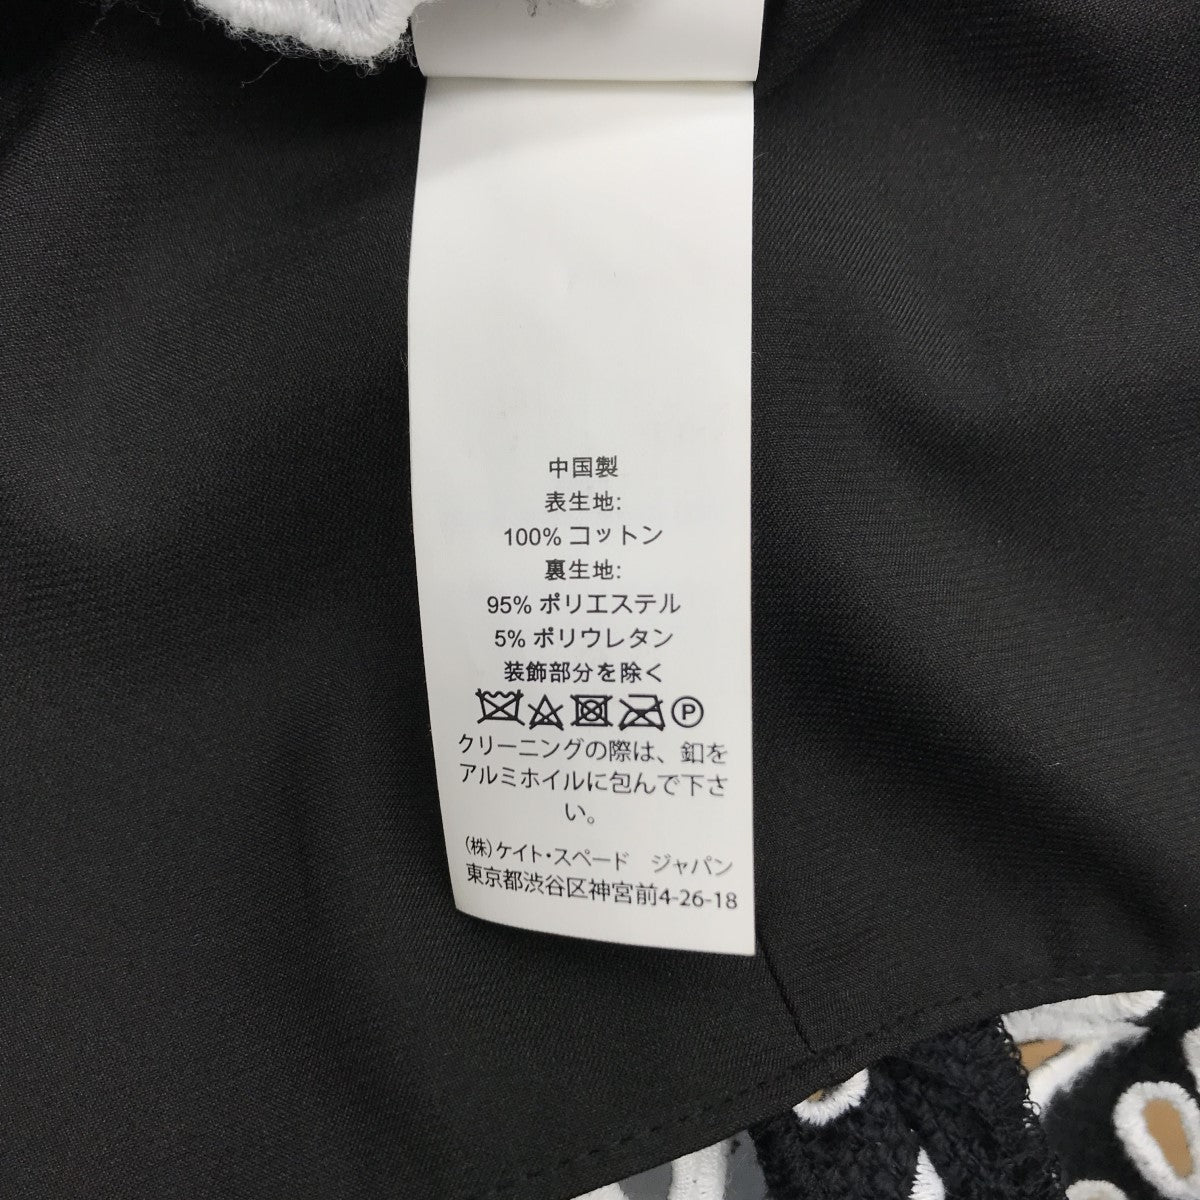 中国製
表生地:
100% コットン
裏生地:
95% ポリエステル
5% ポリウレタン
装飾部分を除く
P
クリーニングの際は、釦を
アルミホイルに包んで下さ
い。
(株)ケイト・スペード ジャパン
東京都渋谷区神宮前4-26-18